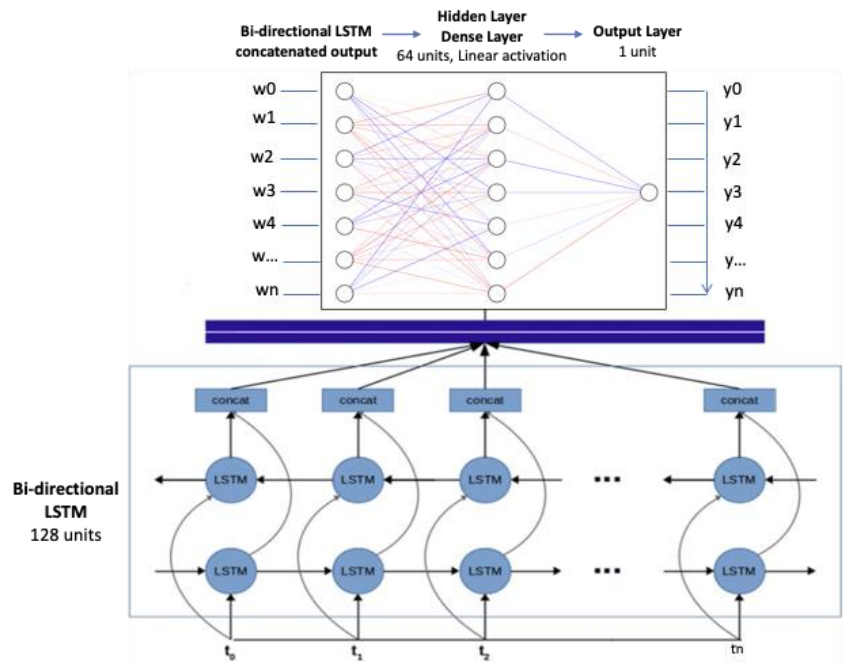 Bi-directional LSTM
concatenated output
Hidden Layer
Dense Layer
64 units, Linear activation
Output Layer
1 unit
w0
w1
w2
w3
w4
w...
wn
y0
y1
y2
y3
y4
y...
yn
concat
concat
concat
concat
LSTM
LSTM
LSTM
...
LSTM
Bi-directional
LSTM
128 units
LSTM
LSTM
LSTM
...
LSTM
t₀
t₁
t₂
tn